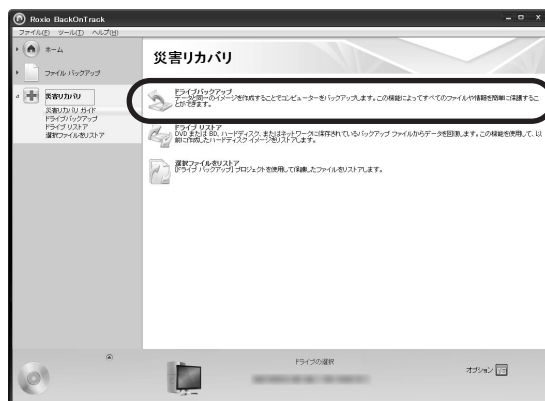 Roxio BackOnTrack
ファイル(F) ツール(T) ヘルプ(H)
ホーム
ファイル バックアップ
災害リカバリ
災害リカバリ ガイド
ドライブバックアップ
ドライブ リストア
選択ファイルをリストア
災害リカバリ
ドライブバックアップ
データと同一のイメージを作成することでコンピューターをバックアップします。この機能によってすべてのファイルや情報を簡単に保護するこ
とができます。
ドライブ リストア
DVD または BD、ハードディスク、またはネットワークに保存されているバックアップ ファイルからデータを回復します。この機能を使用して、以
前に作成したハードディスク イメージをリストアします。
選択ファイルをリストア
[ドライブ バックアップ] プロジェクトを使用して保護したファイルをリストアします。
ドライブの選択
オプション